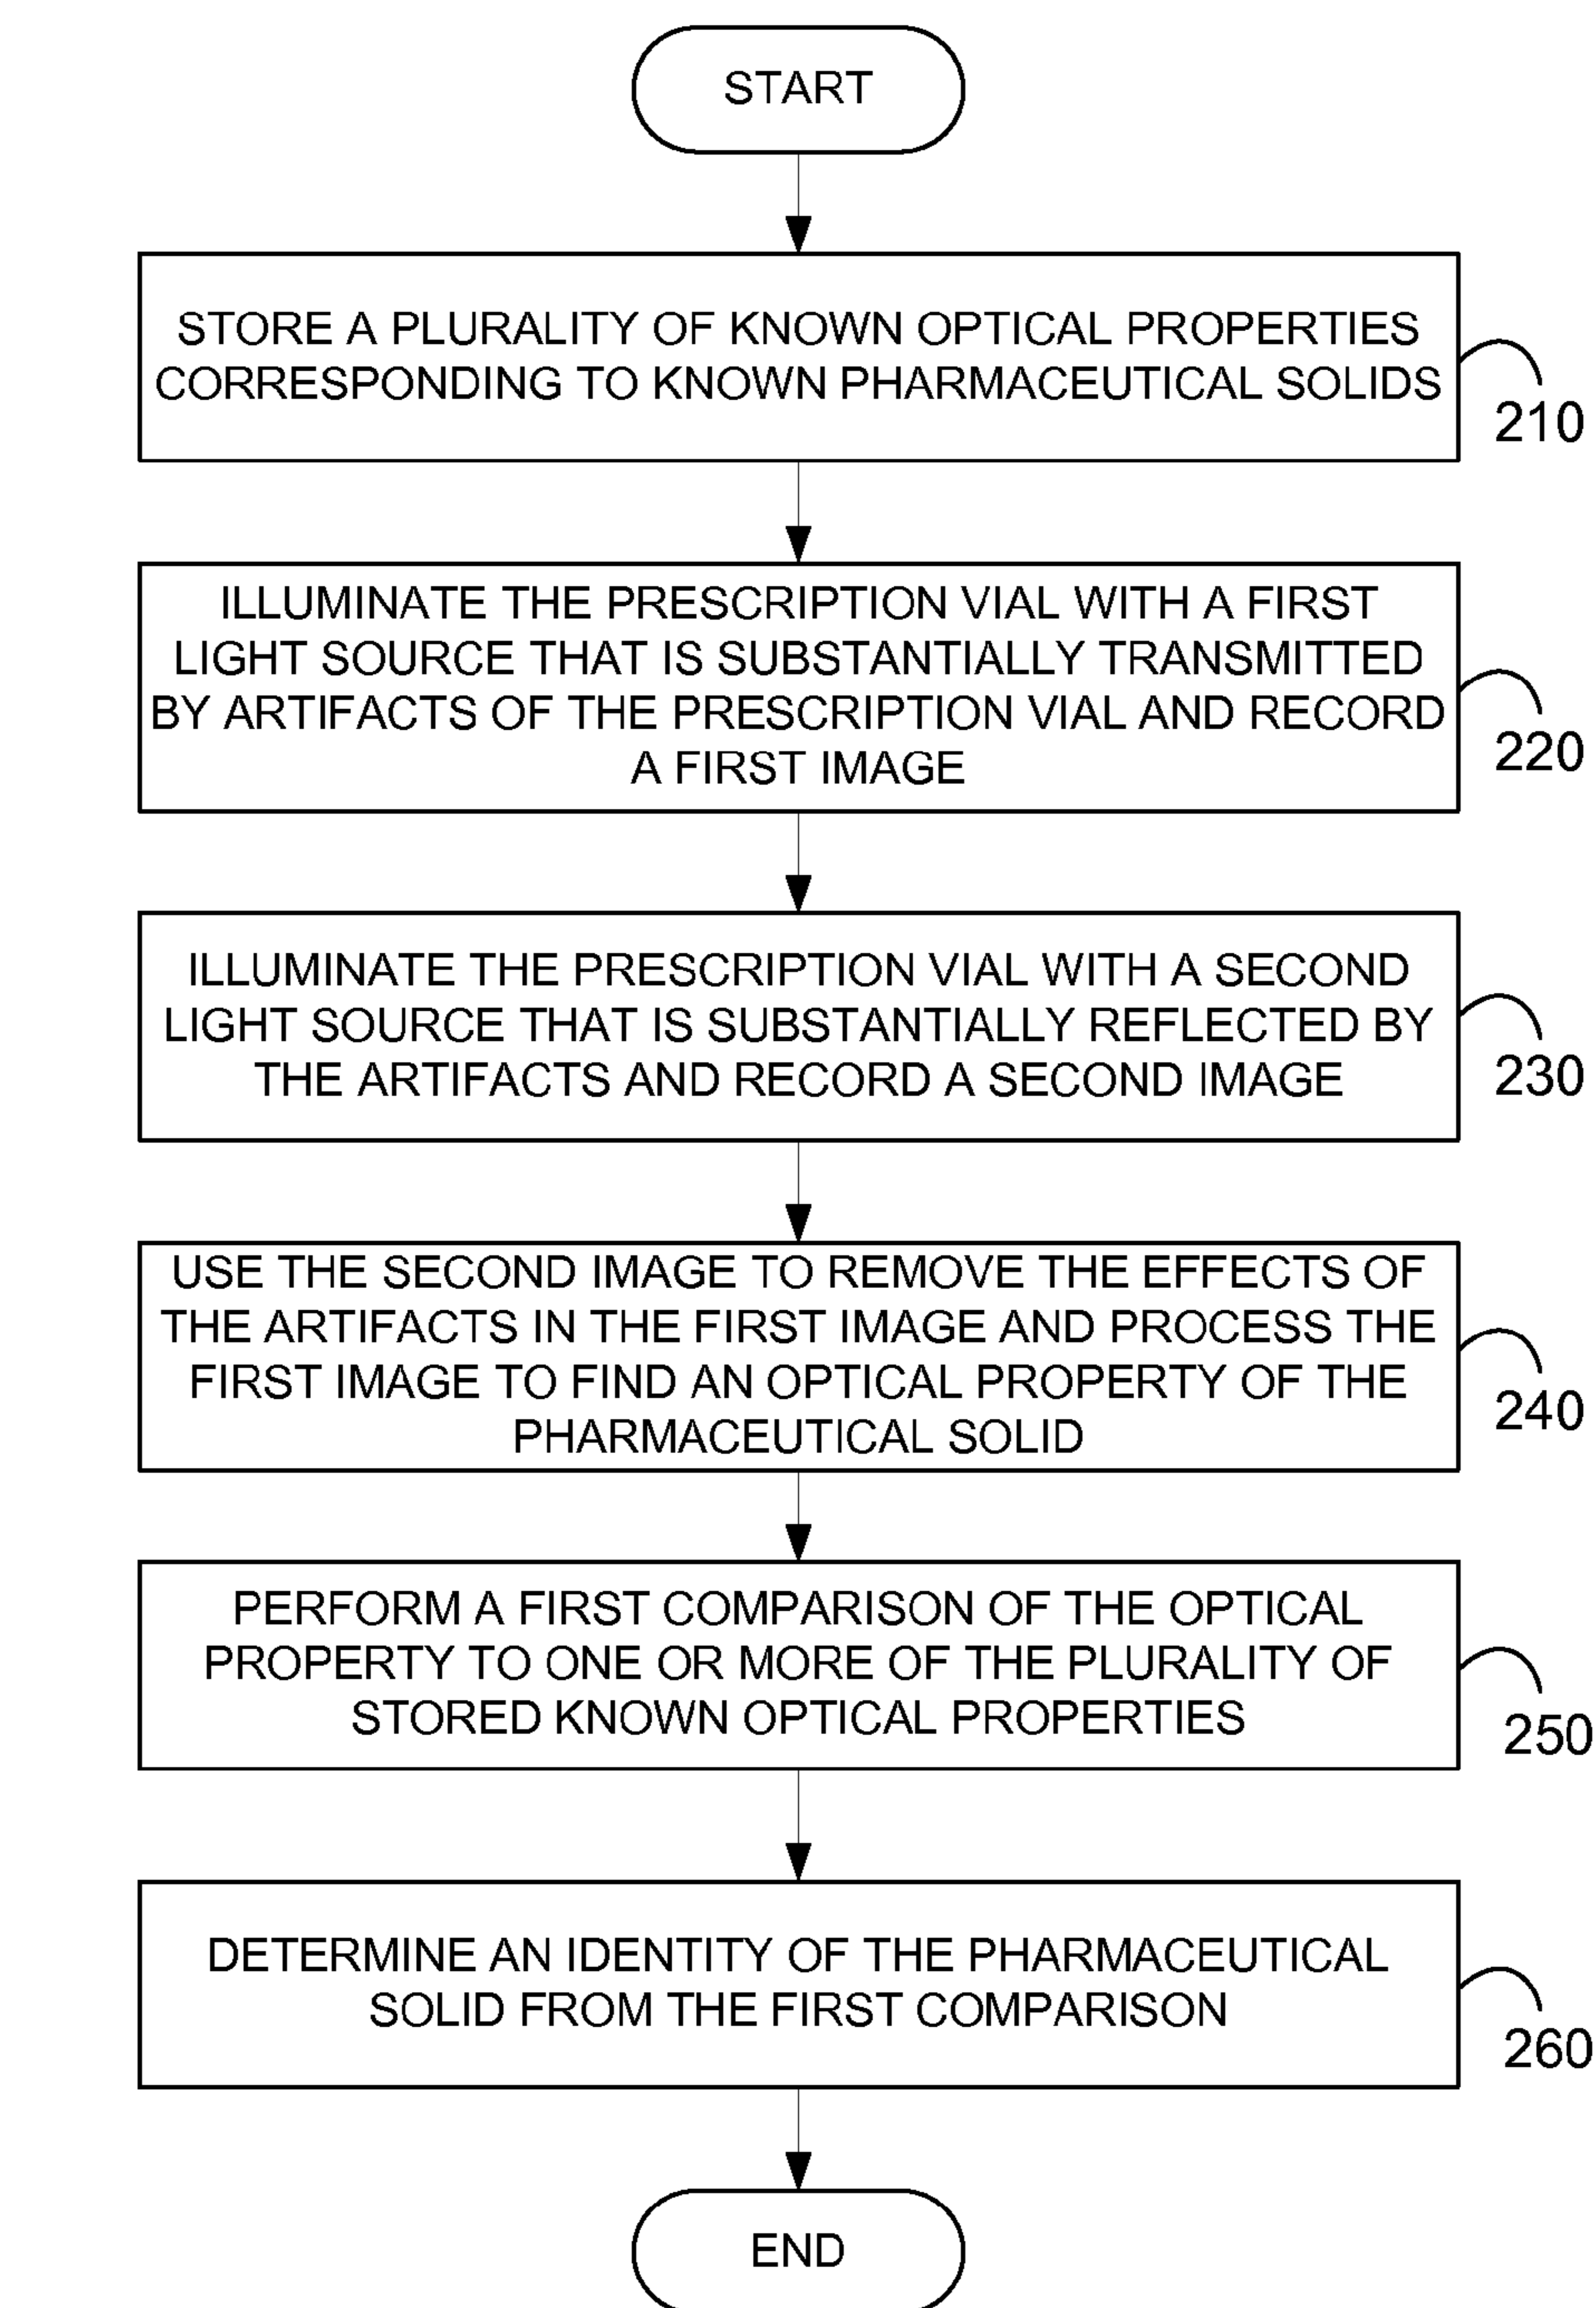 START
STORE A PLURALITY OF KNOWN OPTICAL PROPERTIES
CORRESPONDING TO KNOWN PHARMACEUTICAL SOLIDS
210
ILLUMINATE THE PRESCRIPTION VIAL WITH A FIRST
LIGHT SOURCE THAT IS SUBSTANTIALLY TRANSMITTED
BY ARTIFACTS OF THE PRESCRIPTION VIAL AND RECORD
A FIRST IMAGE
220
ILLUMINATE THE PRESCRIPTION VIAL WITH A SECOND
LIGHT SOURCE THAT IS SUBSTANTIALLY REFLECTED BY
THE ARTIFACTS AND RECORD A SECOND IMAGE
230
USE THE SECOND IMAGE TO REMOVE THE EFFECTS OF
THE ARTIFACTS IN THE FIRST IMAGE AND PROCESS THE
FIRST IMAGE TO FIND AN OPTICAL PROPERTY OF THE
PHARMACEUTICAL SOLID
240
PERFORM A FIRST COMPARISON OF THE OPTICAL
PROPERTY TO ONE OR MORE OF THE PLURALITY OF
STORED KNOWN OPTICAL PROPERTIES
250
DETERMINE AN IDENTITY OF THE PHARMACEUTICAL
SOLID FROM THE FIRST COMPARISON
260
END